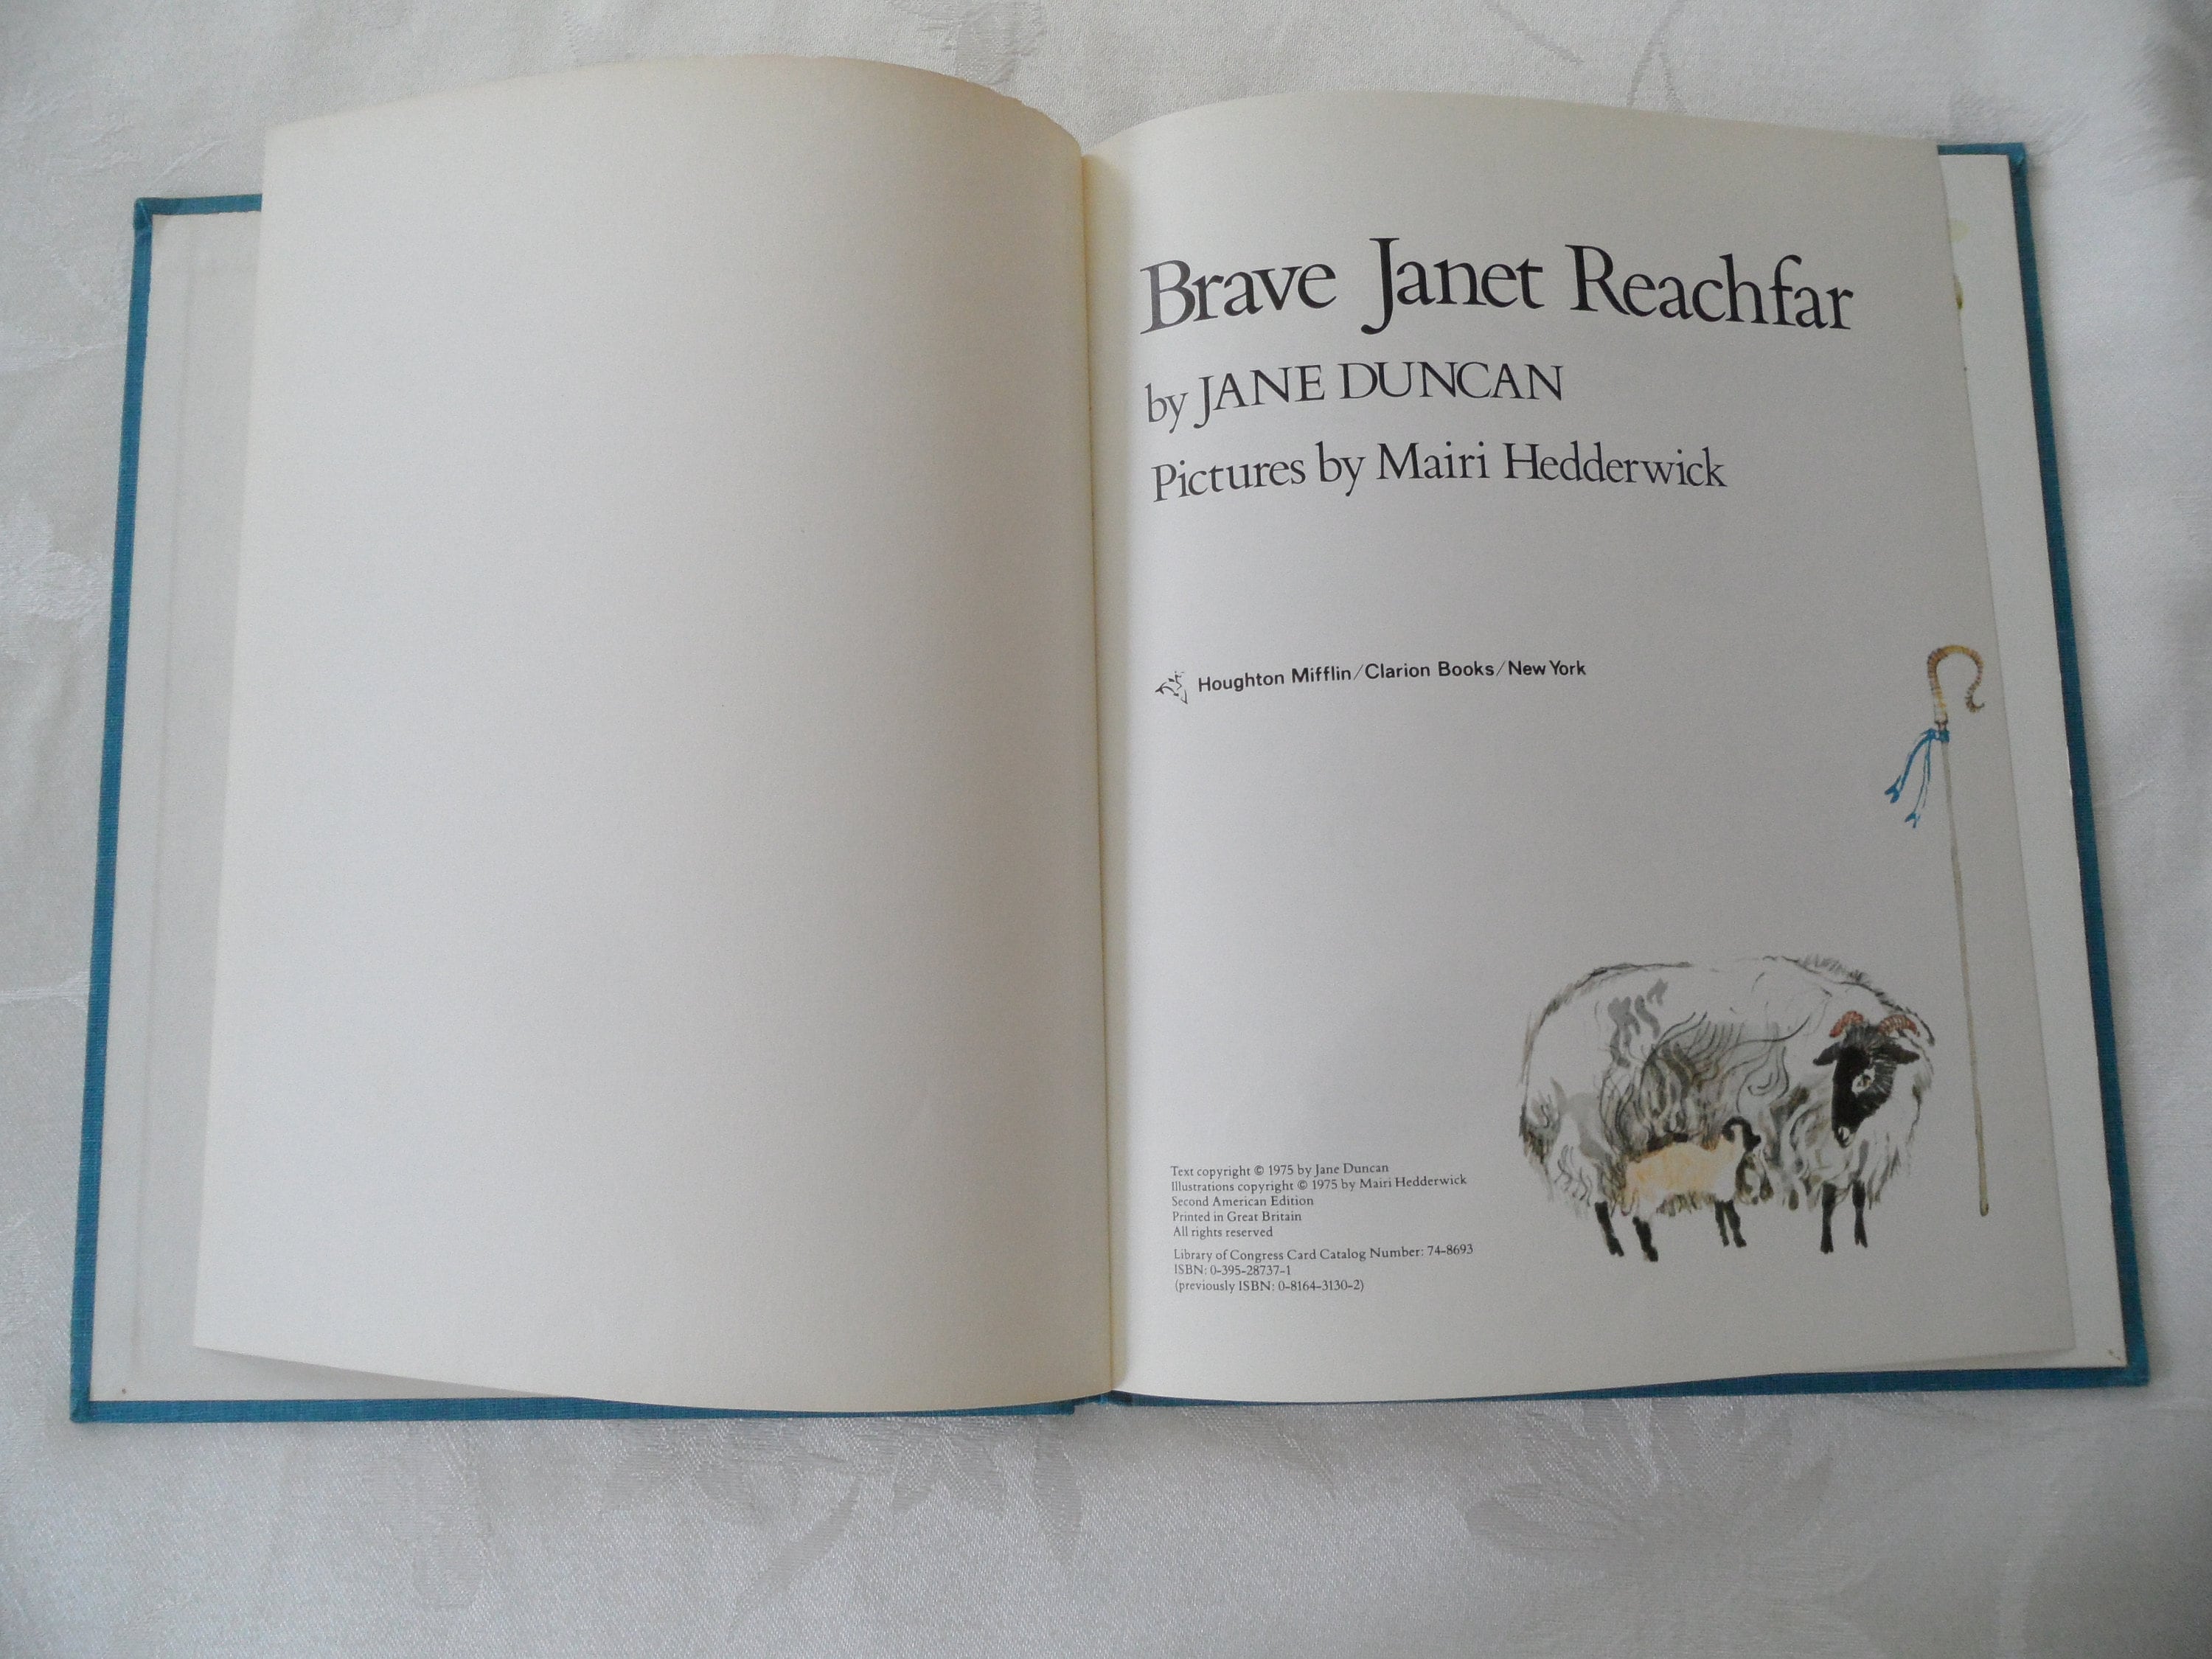 Brave Janet Reachfar
by JANE DUNCAN
Pictures by Mairi Hedderwick
Houghton Mifflin/Clarion Books/New York
Text copyright © 1975 by Jane Duncan
Illustrations copyright © 1975 by Mairi Hedderwick
Second American Edition
Printed in Great Britain
All rights reserved
Library of Congress Card Catalog Number: 74-8693
ISBN: 0-395-28737-1
(previously ISBN: 0-8164-3130-2)